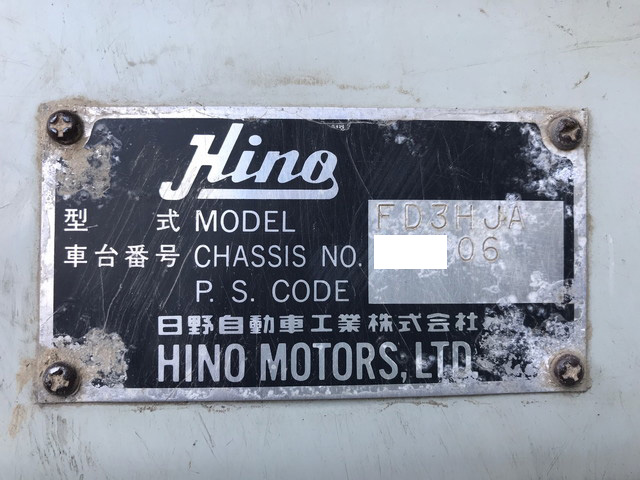 Hino
型 式 MODEL FD3HJA
車台番号 CHASSIS NO. 06
P. S. CODE
日野自動車工業株式会社
HINO MOTORS, LTD.